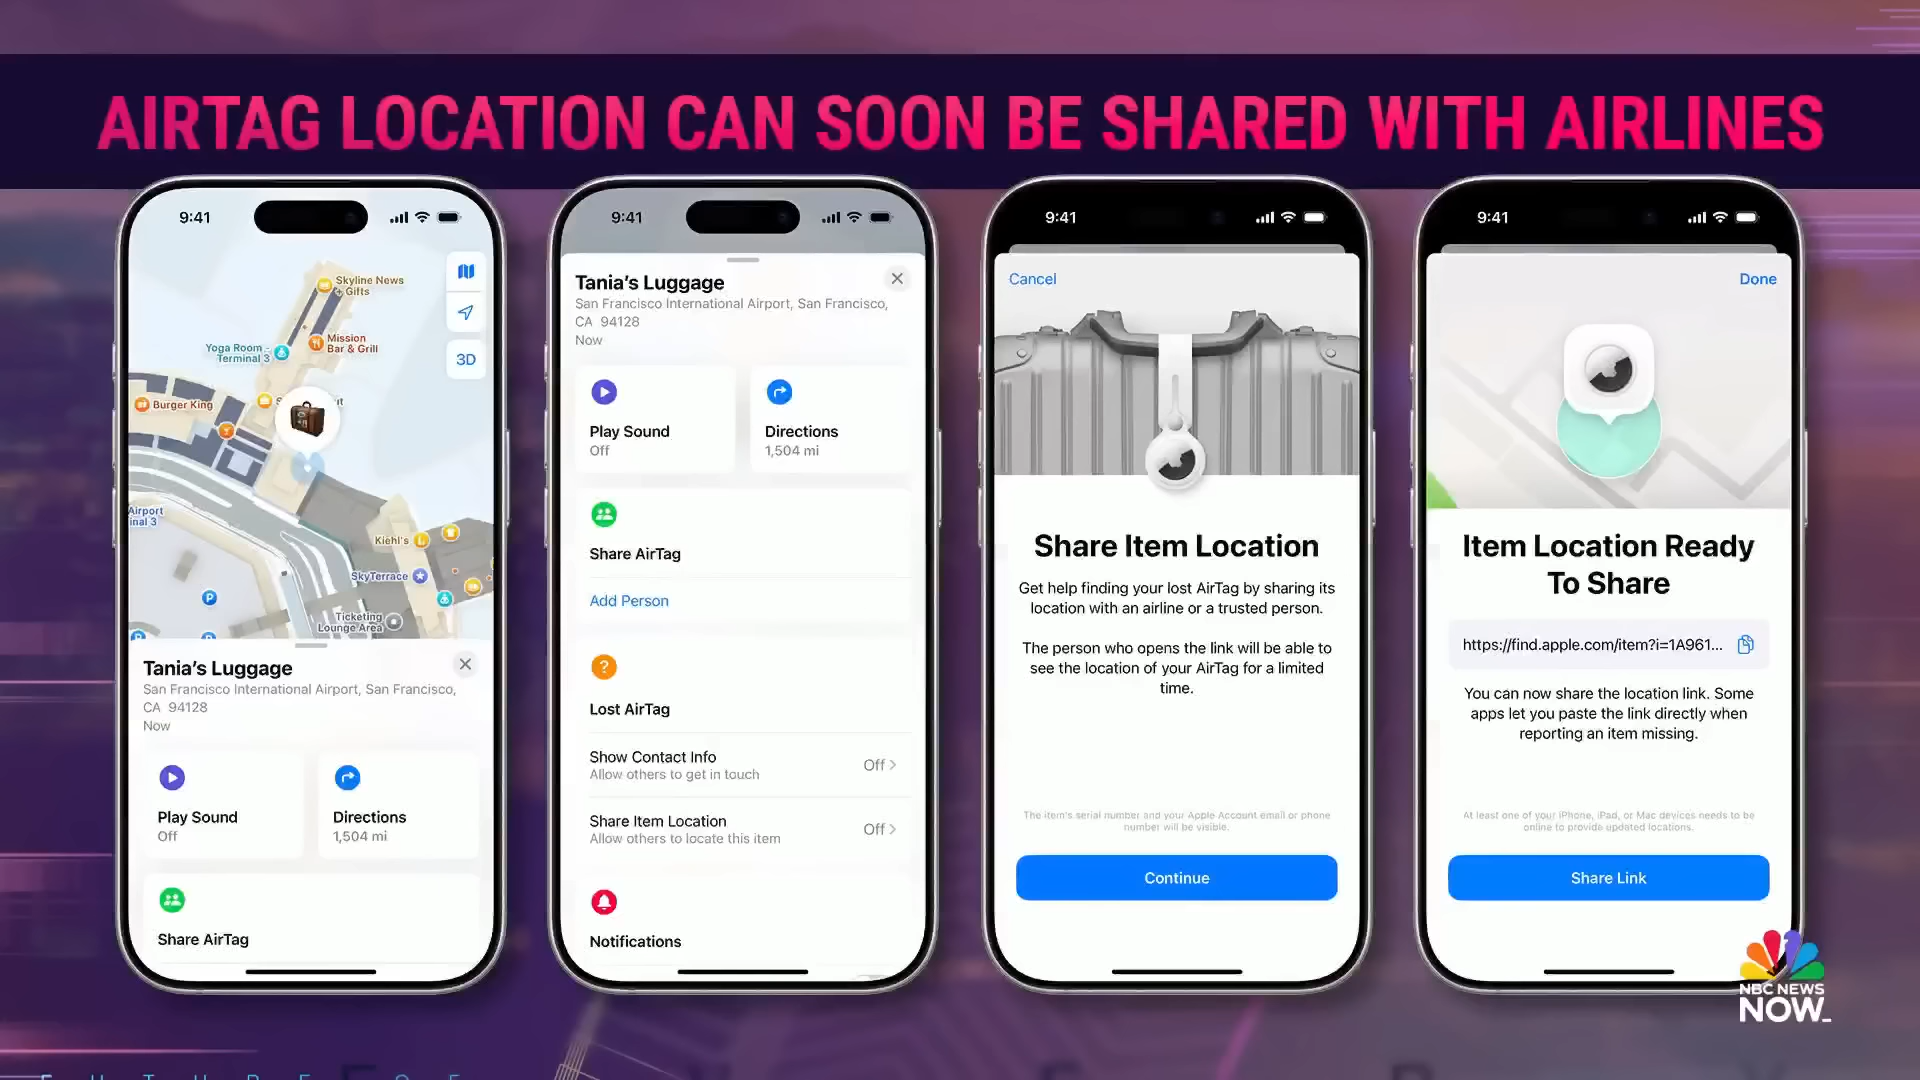 AIRTAG LOCATION CAN SOON BE SHARED WITH AIRLINES
9:41
Skyline News
+ Gifts
Mission
Bar & Grill
Yoga Room -
Terminal 3
3D
Burger King
Airport
inal 3
Kiehl's
SkyTerrace
P
Ticketing
Lounge Area
P
P
Tania's Luggage
San Francisco International Airport, San Francisco,
CA 94128
Now
Play Sound
Off
Directions
1,504 mi
Share AirTag
9:41
Tania's Luggage
San Francisco International Airport, San Francisco,
CA 94128
Now
Play Sound
Off
Directions
1,504 mi
Share AirTag
Add Person
?
Lost AirTag
Show Contact Info
Allow others to get in touch
Off
Share Item Location
Allow others to locate this item
Off
Notifications
9:41
Cancel
Share Item Location
Get help finding your lost AirTag by sharing its
location with an airline or a trusted person.
The person who opens the link will be able to
see the location of your AirTag for a limited
time.
The item's serial number and your Apple Account email or phone
number will be visible.
Continue
9:41
Done
Item Location Ready
To Share
https://find.apple.com/item?i=1A961...
You can now share the location link. Some
apps let you paste the link directly when
reporting an item missing.
At least one of your iPhone, iPad, or Mac devices needs to be
online to provide updated locations.
Share Link
NBC NEWS
NOW_